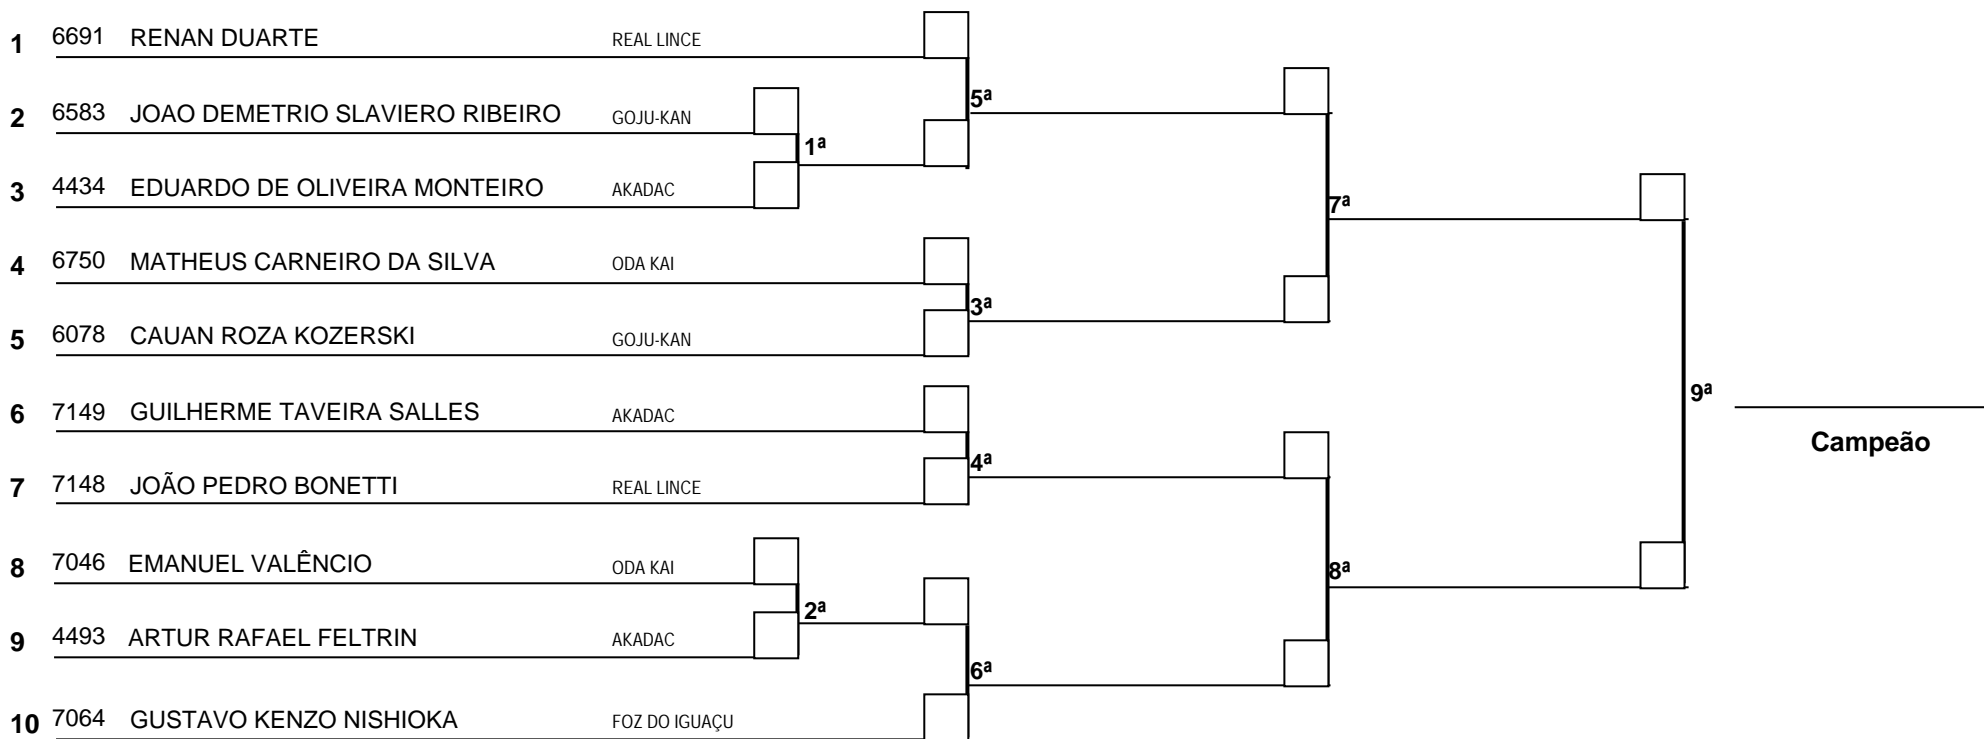 1 6691 RENAN DUARTE REAL LINCE
5ª
2 6583 JOAO DEMETRIO SLAVIERO RIBEIRO GOJU-KAN
1ª
3 4434 EDUARDO DE OLIVEIRA MONTEIRO AKADAC
7ª
4 6750 MATHEUS CARNEIRO DA SILVA ODA KAI
3ª
5 6078 CAUAN ROZA KOZERSKI GOJU-KAN
9ª
6 7149 GUILHERME TAVEIRA SALLES AKADAC
Campeão
4ª
7 7148 JOÃO PEDRO BONETTI REAL LINCE
8 7046 EMANUEL VALÊNCIO ODA KAI
8ª
2ª
9 4493 ARTUR RAFAEL FELTRIN AKADAC
6ª
10 7064 GUSTAVO KENZO NISHIOKA FOZ DO IGUAÇU